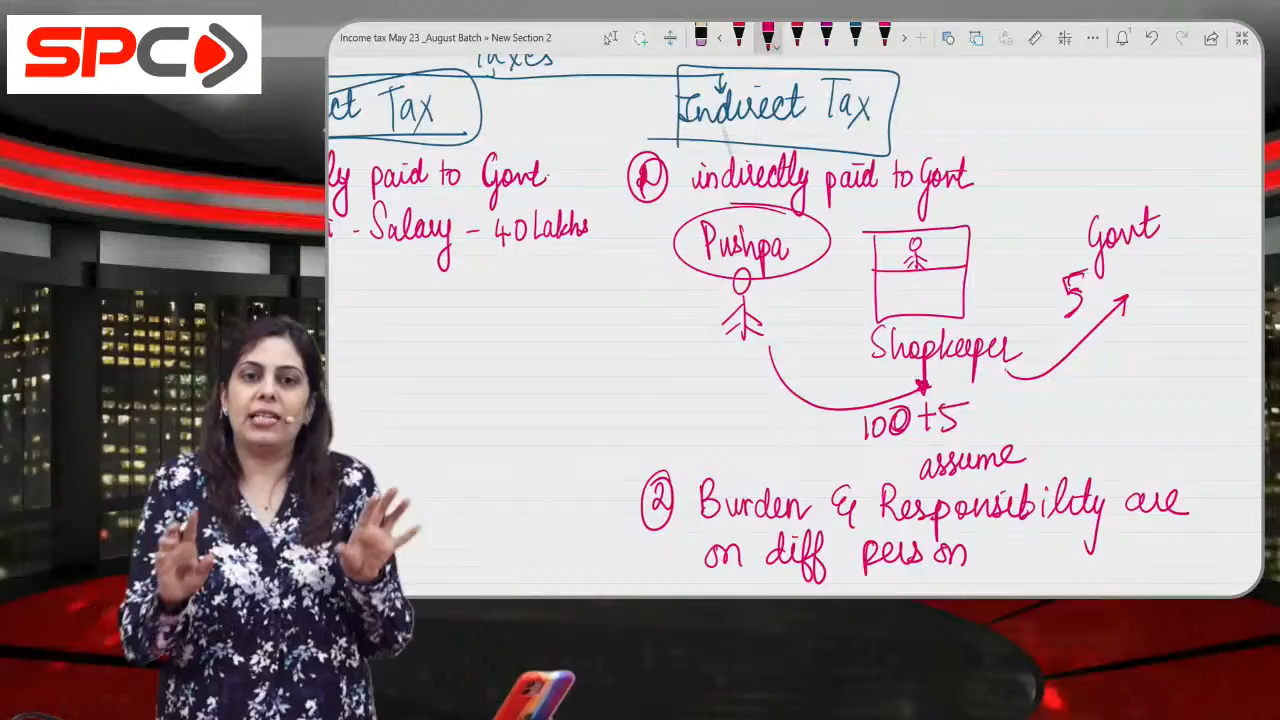 SPC
Income tax May 23 _August Batch » New Section 2
Taxes
ct Tax
Indirect Tax
ly paid to Govt.
- Salary - 40 Lakhs
① indirectly paid to Govt
Pushpa
Govt
5
Shopkeeper
100 + 5
assume
② Burden & Responsibility are
on diff person